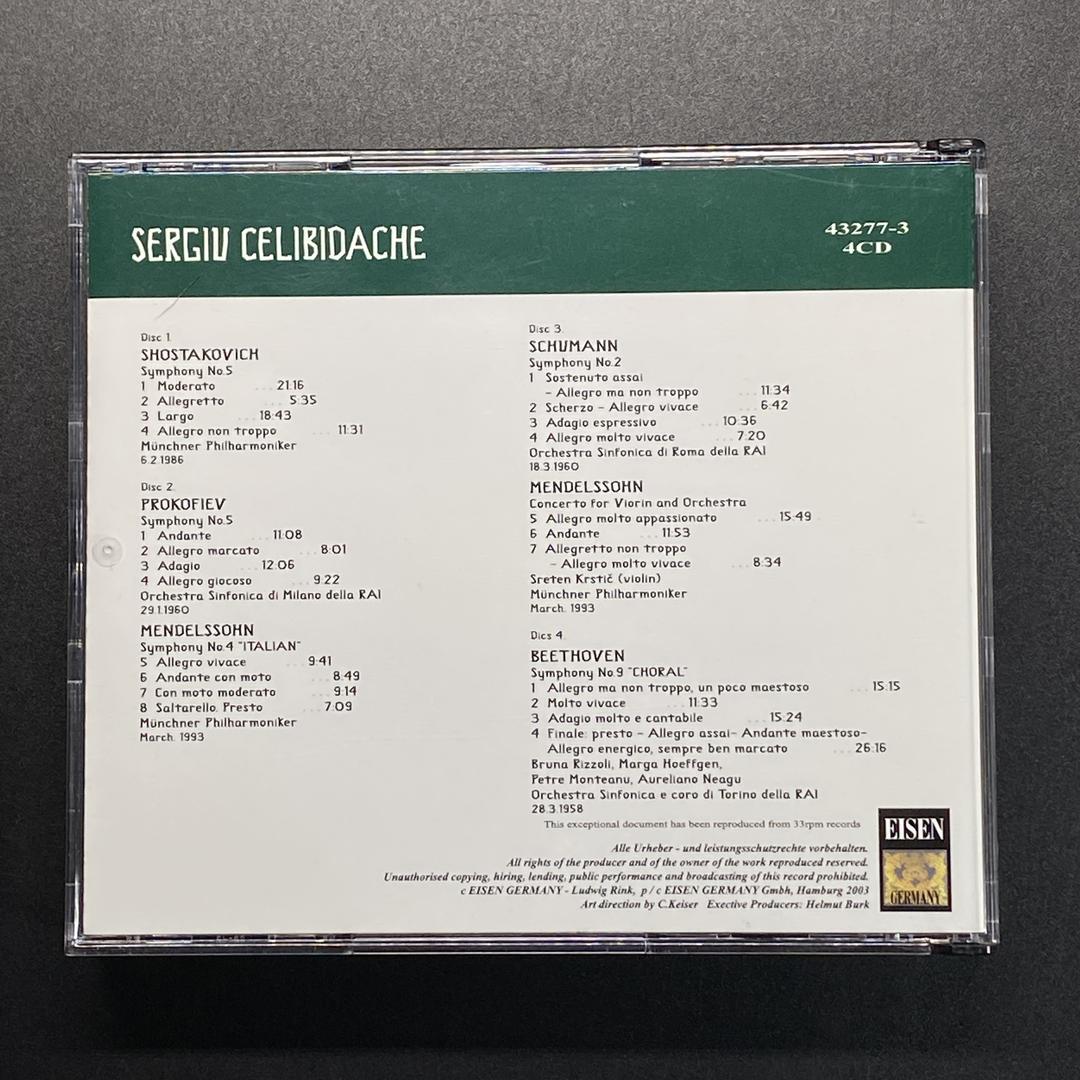 SERGIU CELIBIDACHE
43277-3
4CD
Disc 1.
SHOSTAKOVICH
Symphony No.5
1 Moderato ....21:16
2 Allegretto ....5:35
3 Largo ....18:43
4 Allegro non troppo ....11:31
Münchner Philharmoniker
6.2.1986
Disc 2.
PROKOFIEV
Symphony No.5
1 Andante ....11:08
2 Allegro marcato ....8:01
3 Adagio ....12:06
4 Allegro giocoso ....9:22
Orchestra Sinfonica di Milano della RAI
29.1.1960
MENDELSSOHN
Symphony No.4 "ITALIAN"
5 Allegro vivace ....9:41
6 Andante con moto ....8:49
7 Con moto moderato ....9:14
8 Saltarello. Presto ....7:09
Münchner Philharmoniker
March. 1993
Disc 3.
SCHUMANN
Symphony No.2
1 Sostenuto assai
- Allegro ma non troppo ....11:34
2 Scherzo - Allegro vivace ....6:42
3 Adagio espressivo ....10:36
4 Allegro molto vivace ....7:20
Orchestra Sinfonica di Roma della RAI
18.3.1960
MENDELSSOHN
Concerto for Viorin and Orchestra
5 Allegro molto appassionato ....15:49
6 Andante ....11:53
7 Allegretto non troppo
- Allegro molto vivace ....8:34
Sreten Krstič (violin)
Münchner Philharmoniker
March. 1993
Dics 4.
BEETHOVEN
Symphony No.9 "CHORAL"
1 Allegro ma non troppo, un poco maestoso ....15:15
2 Molto vivace ....11:33
3 Adagio molto e cantabile ....15:24
4 Finale: presto - Allegro assai- Andante maestoso-
Allegro energico, sempre ben marcato ....26:16
Bruna Rizzoli, Marga Hoeffgen,
Petre Monteanu, Aureliano Neagu
Orchestra Sinfonica e coro di Torino della RAI
28.3.1958
This exceptional document has been reproduced from 33rpm records
Alle Urheber - und leistungsschutzrechte vorbehalten.
All rights of the producer and of the owner of the work reproduced reserved.
Unauthorised copying, hiring, lending, public performance and broadcasting of this record prohibited.
c EISEN GERMANY - Ludwig Rink, p / c EISEN GERMANY Gmbh, Hamburg 2003
Art direction by C.Keiser Exective Producers: Helmut Burk
EISEN
GERMANY